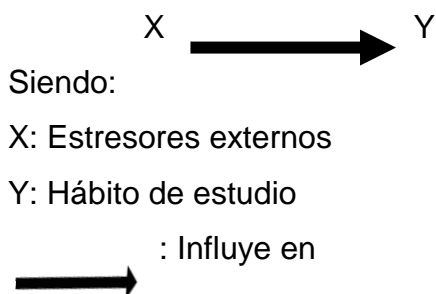 X Y
Siendo:
X: Estresores externos
Y: Hábito de estudio
: Influye en